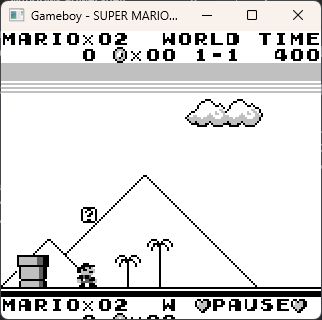 Gameboy - SUPER MARIO...
MARIO×02 WORLD TIME
0 ×00 1-1 400
?
MARIO×02 W PAUSE